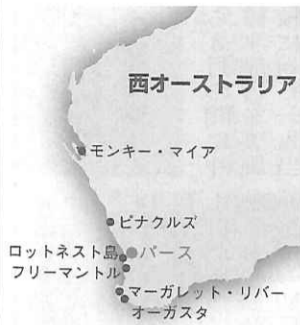 西オーストラリア
モンキー・マイア
ピナクルズ
ロットネスト島
パース
フリーマントル
マーガレット・リバー
オーガスタ